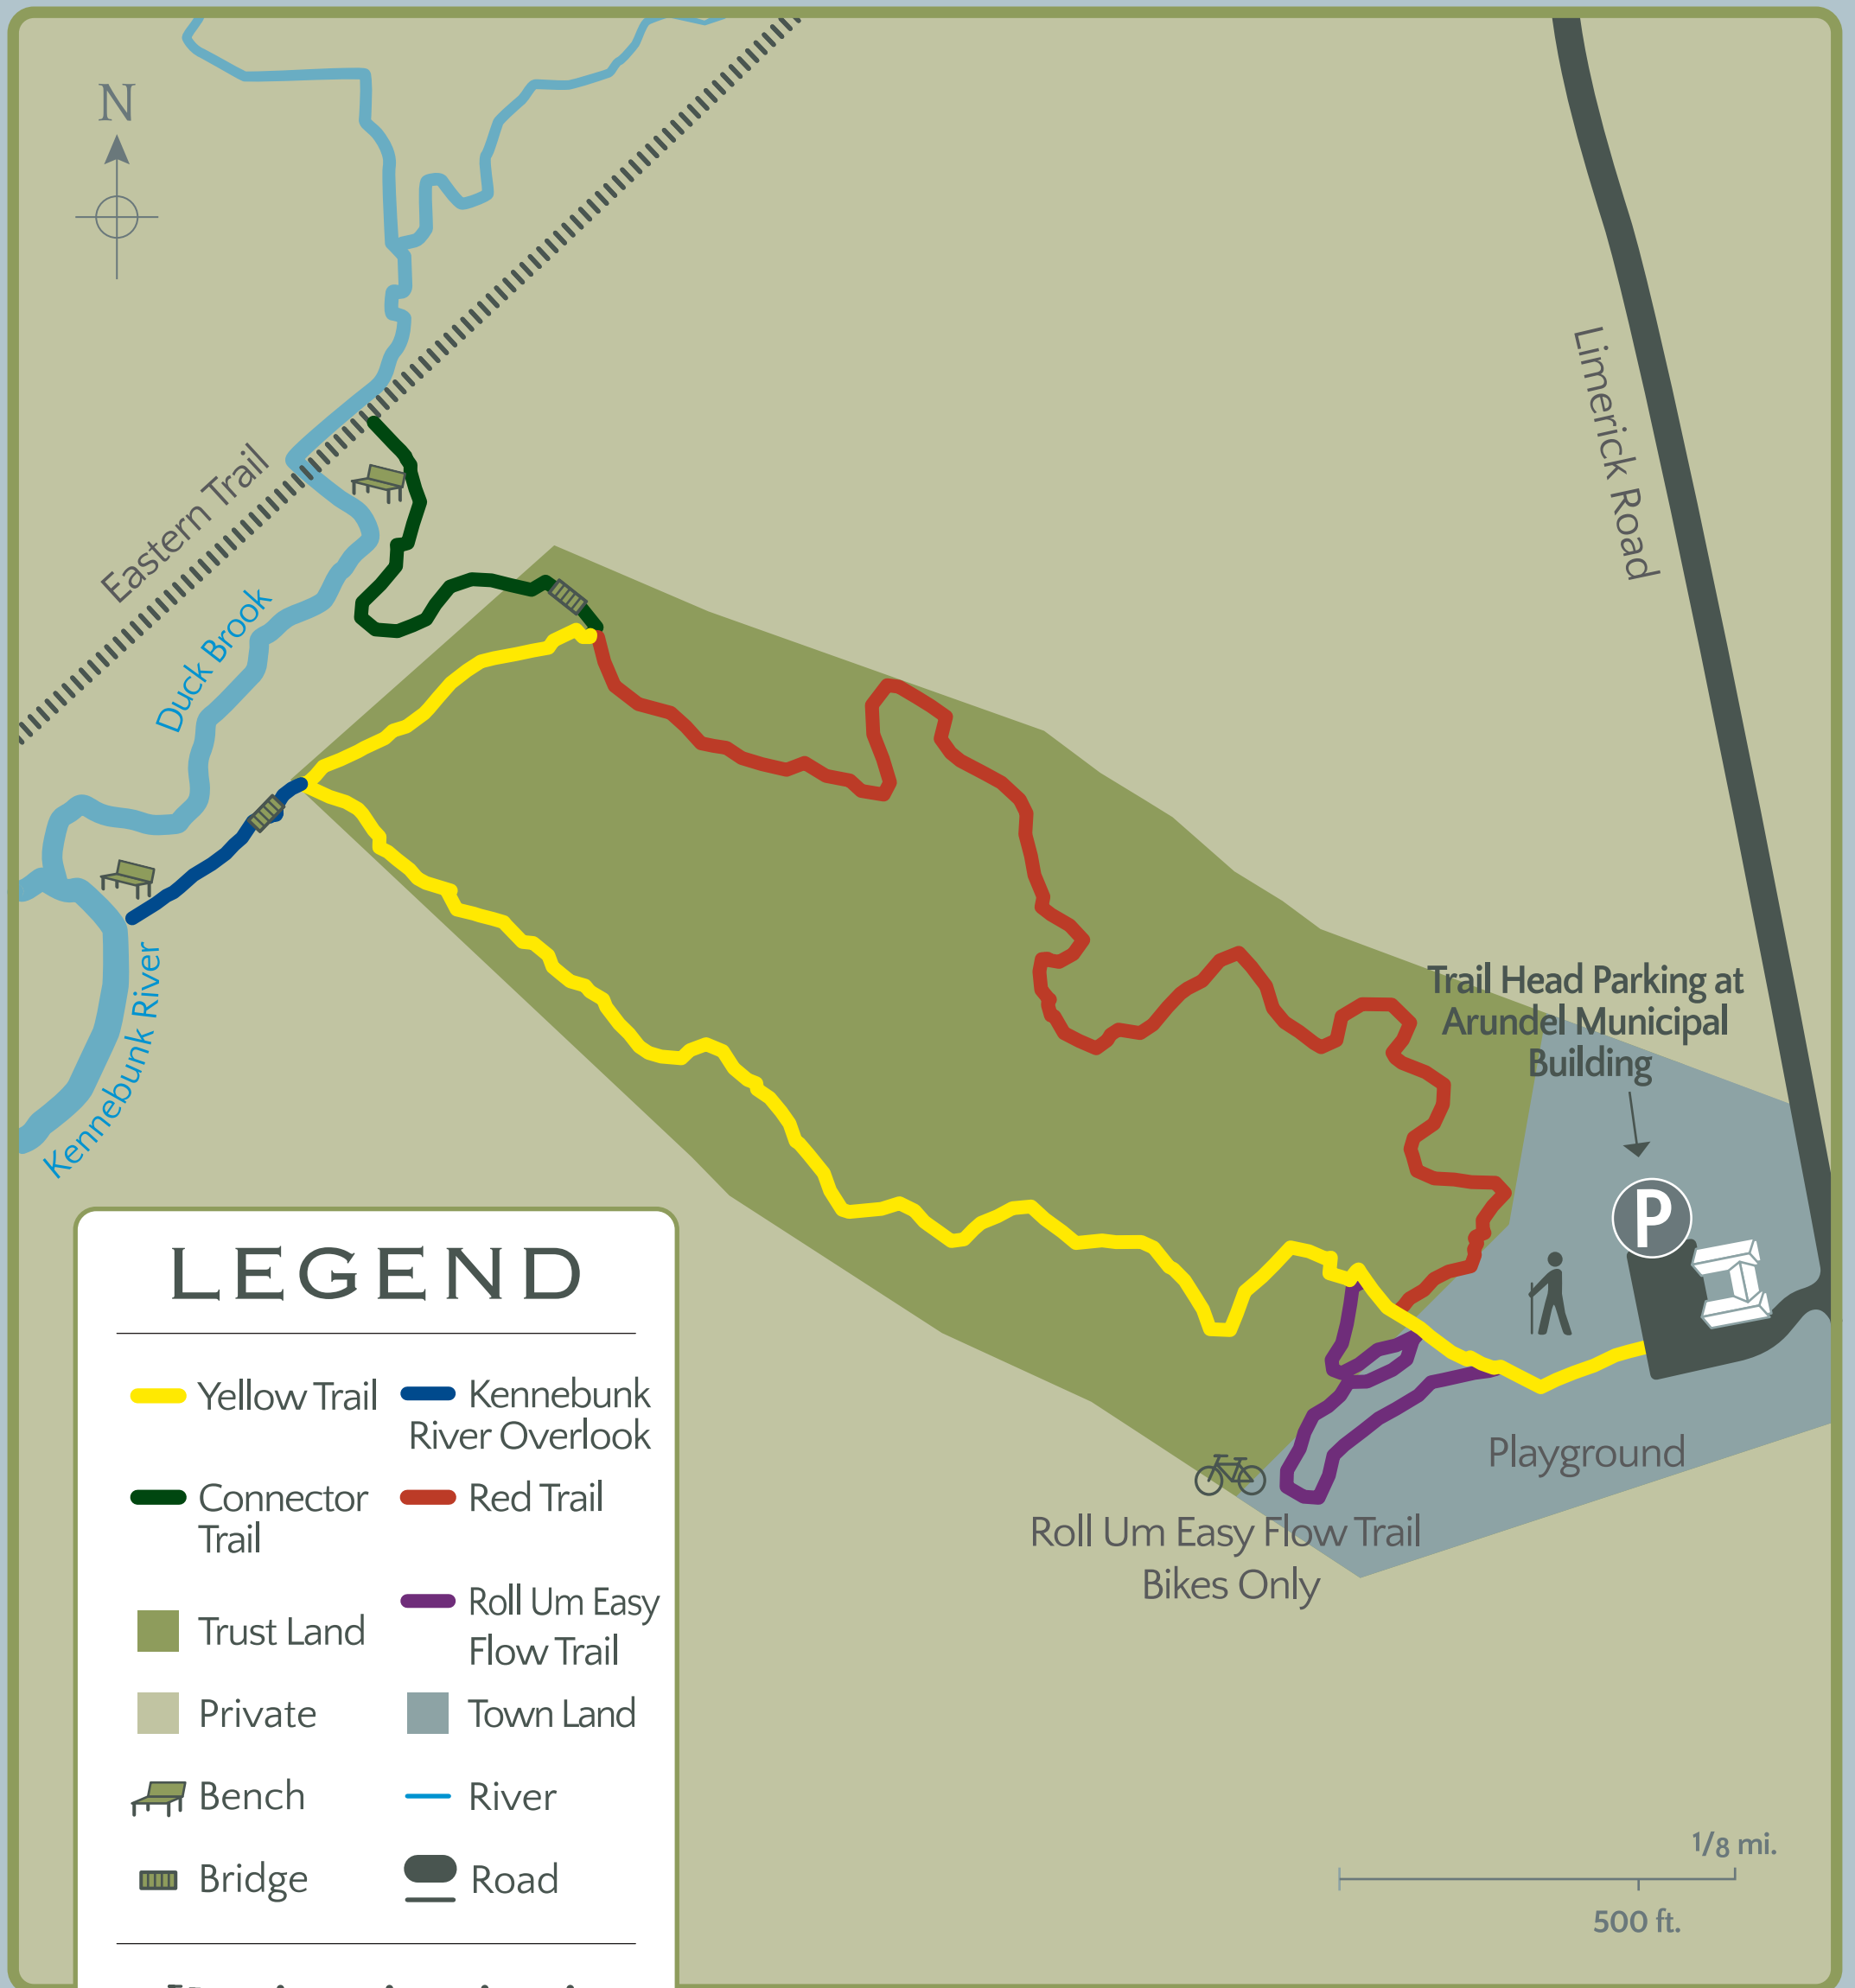 N
Limerick Road
Eastern Trail
Duck Brook
Kennebunk River
Trail Head Parking at
Arundel Municipal
Building
P
Playground
Roll Um Easy Flow Trail
Bikes Only
LEGEND
Yellow Trail
Kennebunk
River Overlook
Connector
Trail
Red Trail
Roll Um Easy
Flow Trail
Trust Land
Private
Town Land
Bench
River
Bridge
Road
1/8 mi.
500 ft.